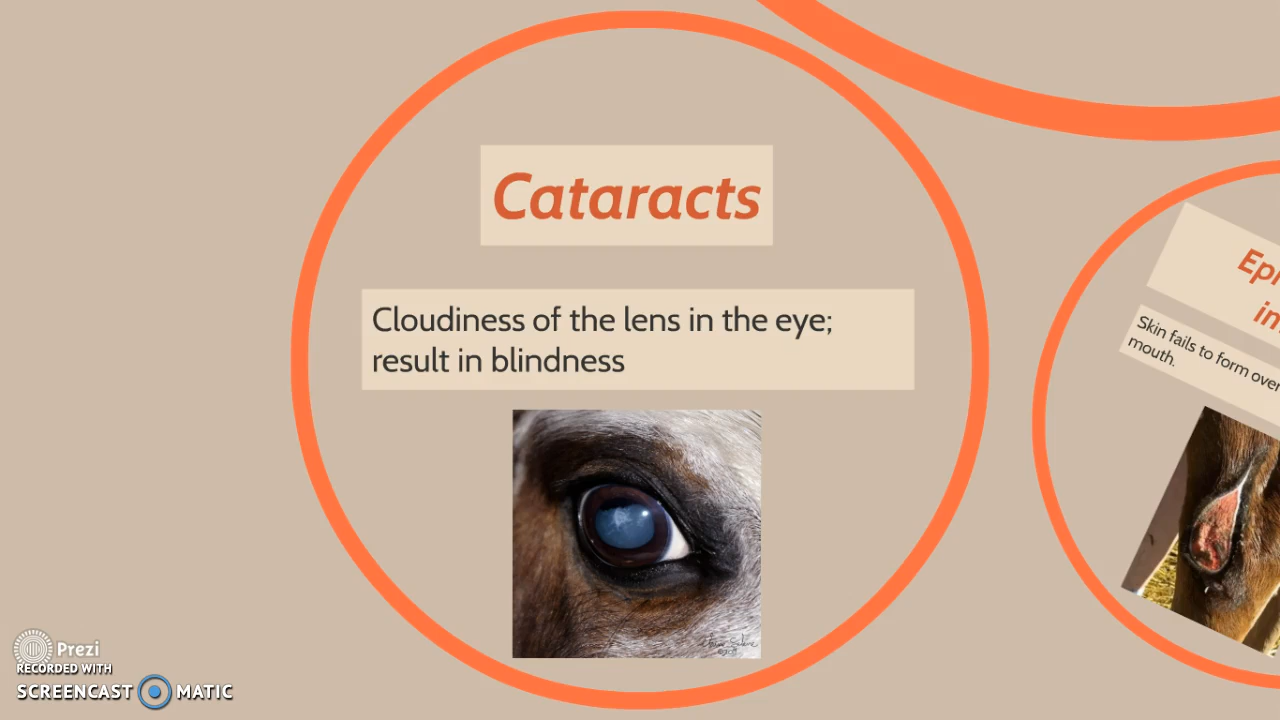 Cataracts
Cloudiness of the lens in the eye;
result in blindness
Skin fails to form over
mouth.
Prezi
RECORDED WITH
SCREENCAST MATIC